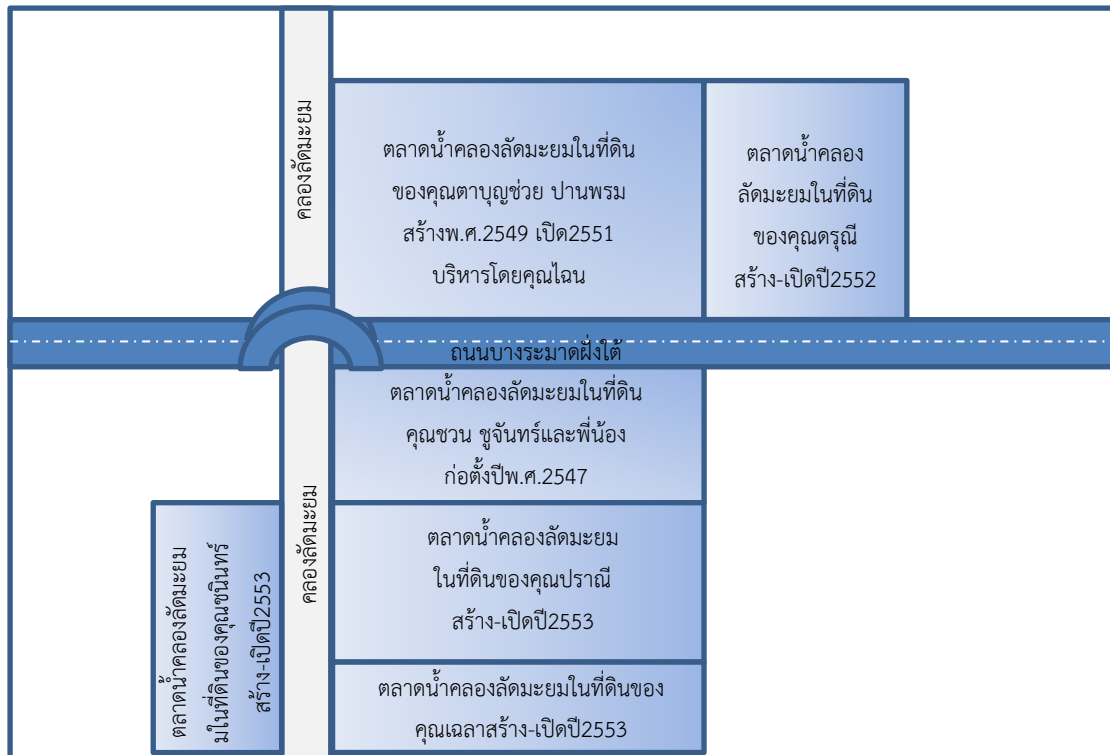 คลองลัดมะยม
ตลาดน้ำคลองลัดมะยมในที่ดิน
ของคุณตาบุญช่วย ปานพรม
สร้างพ.ศ.2549 เปิด2551
บริหารโดยคุณไฉน
ตลาดน้ำคลอง
ลัดมะยมในที่ดิน
ของคุณดรุณี
สร้าง-เปิดปี2552
ถนนบางระมาดฝั่งใต้
ตลาดน้ำคลองลัดมะยมในที่ดิน
คุณชวน ชูจันทร์และพี่น้อง
ก่อตั้งปีพ.ศ.2547
คลองลัดมะยม
ตลาดน้ำคลองลัดมะยม
มในที่ดินของคุณชนินทร์
สร้าง-เปิดปี2553
ตลาดน้ำคลองลัดมะยม
ในที่ดินของคุณปราณี
สร้าง-เปิดปี2553
ตลาดน้ำคลองลัดมะยมในที่ดินของ
คุณเฉลาสร้าง-เปิดปี2553